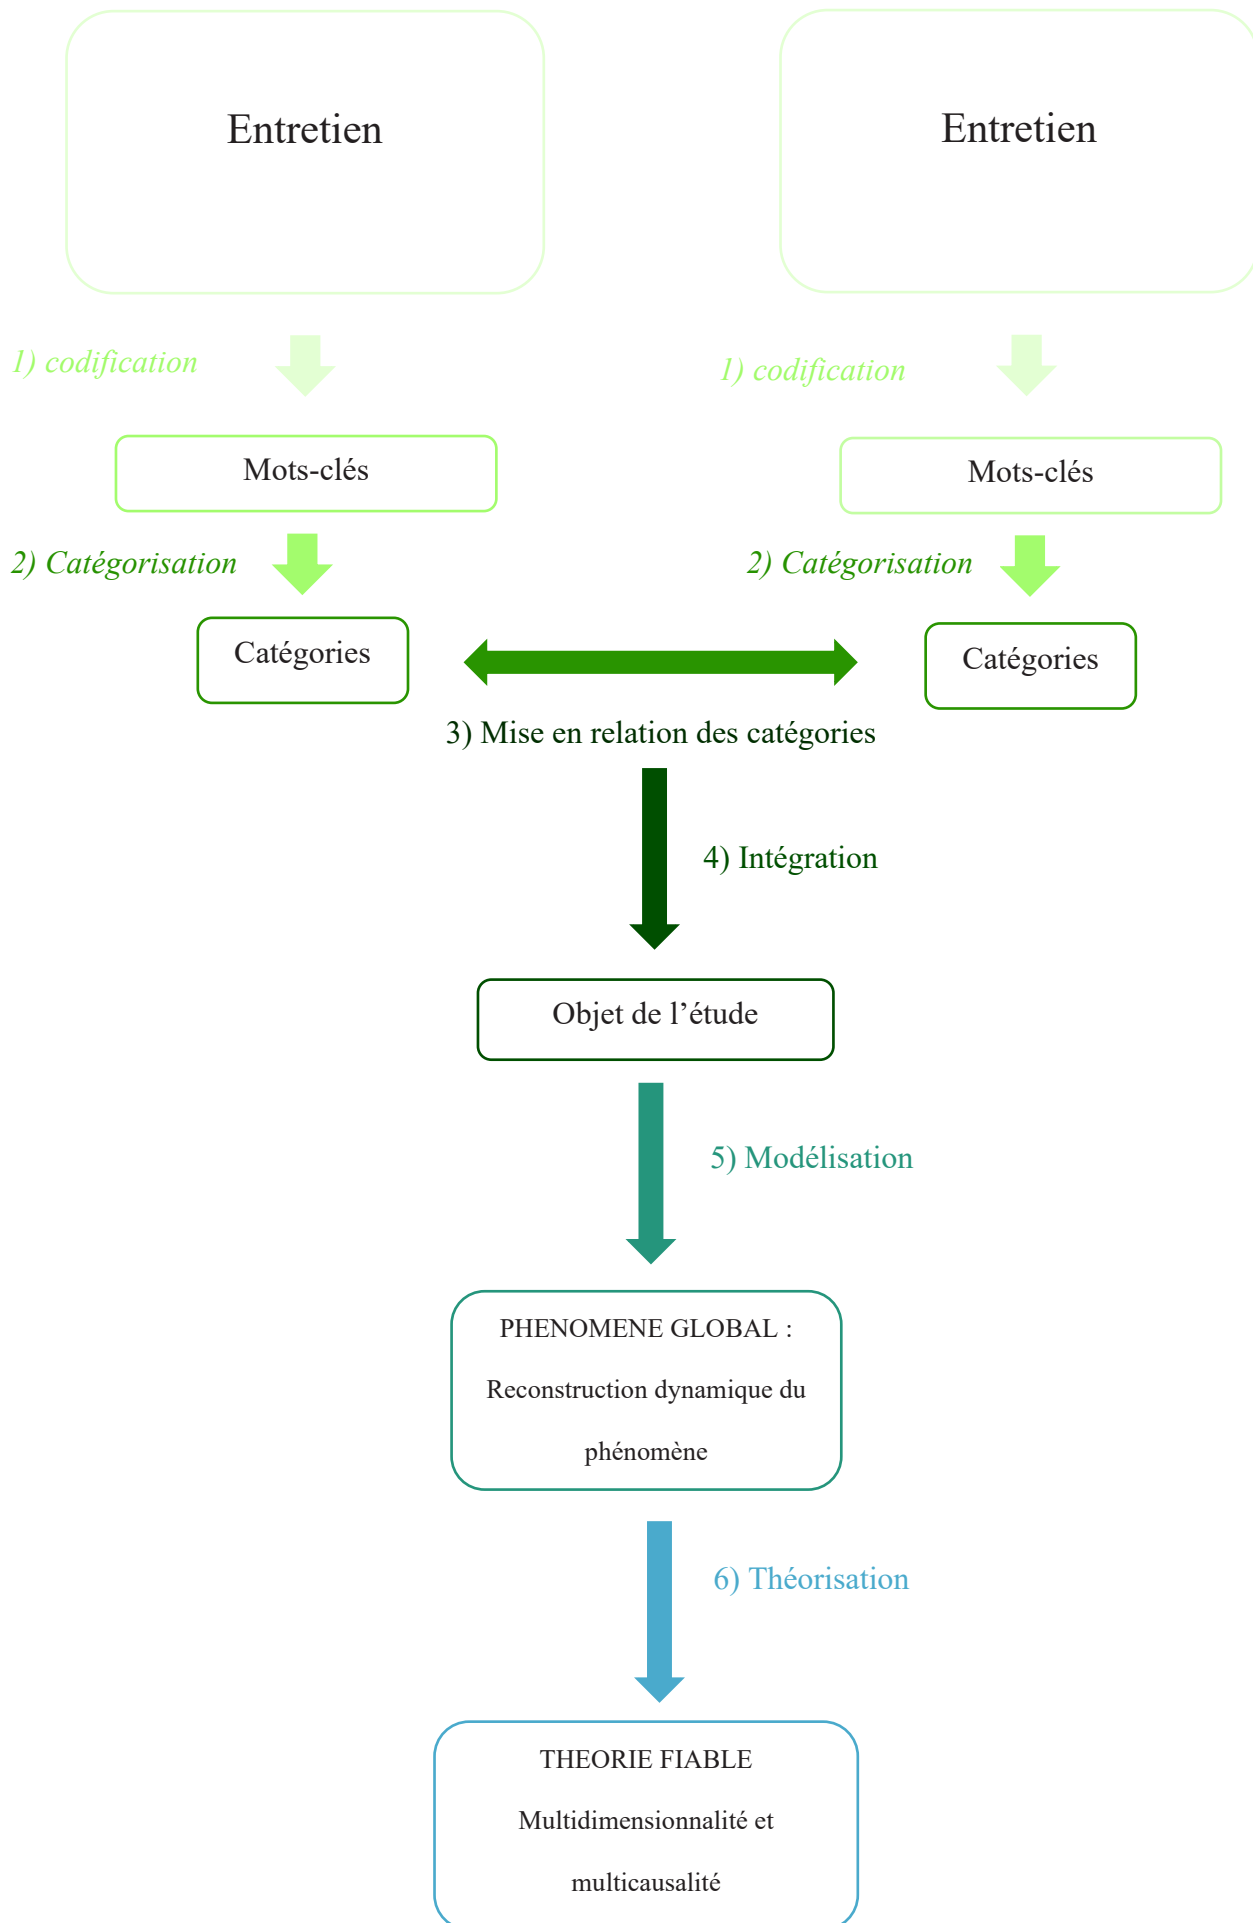 Entretien
Entretien
1) codification
1) codification
Mots-clés
Mots-clés
2) Catégorisation
2) Catégorisation
Catégories
Catégories
3) Mise en relation des catégories
4) Intégration
Objet de l’étude
5) Modélisation
PHENOMENE GLOBAL :
Reconstruction dynamique du
phénomène
6) Théorisation
THEORIE FIABLE
Multidimensionnalité et
multicausalité